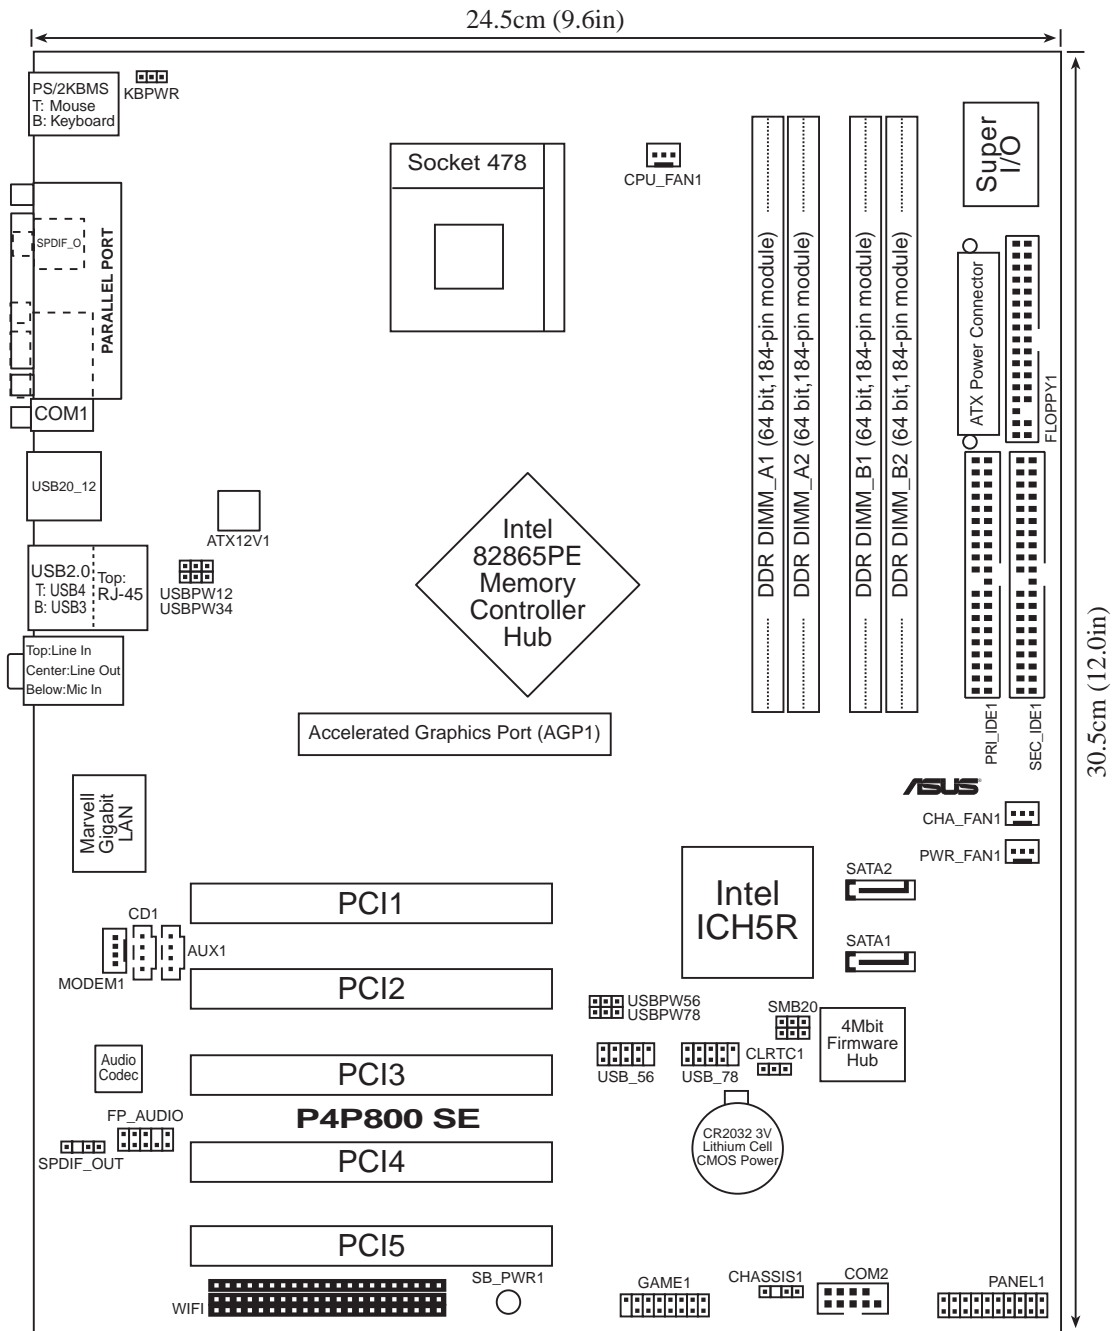 24.5cm (9.6in)
PS/2KBMS
T: Mouse
B: Keyboard
KBPWR
Socket 478
CPU_FAN1
Super
I/O
SPDIF_O
PARALLEL PORT
COM1
DDR DIMM_A1 (64 bit,184-pin module)
DDR DIMM_A2 (64 bit,184-pin module)
DDR DIMM_B1 (64 bit,184-pin module)
DDR DIMM_B2 (64 bit,184-pin module)
ATX Power Connector
FLOPPY1
USB20_12
ATX12V1
USB2.0
T: USB4
B: USB3
Top:
RJ-45
USBPW12
USBPW34
Intel
82865PE
Memory
Controller
Hub
Top:Line In
Center:Line Out
Below:Mic In
Accelerated Graphics Port (AGP1)
PRI_IDE1
SEC_IDE1
30.5cm (12.0in)
Marvell
Gigabit
LAN
ASUS
CHA_FAN1
PWR_FAN1
Intel
ICH5R
SATA2
SATA1
PCI1
CD1
AUX1
MODEM1
PCI2
USBPW56
USBPW78
SMB20
4Mbit
Firmware
Hub
USB_56
USB_78
CLRTC1
Audio
Codec
PCI3
P4P800 SE
FP_AUDIO
SPDIF_OUT
CR2032 3V
Lithium Cell
CMOS Power
PCI4
PCI5
WIFI
SB_PWR1
GAME1
CHASSIS1
COM2
PANEL1